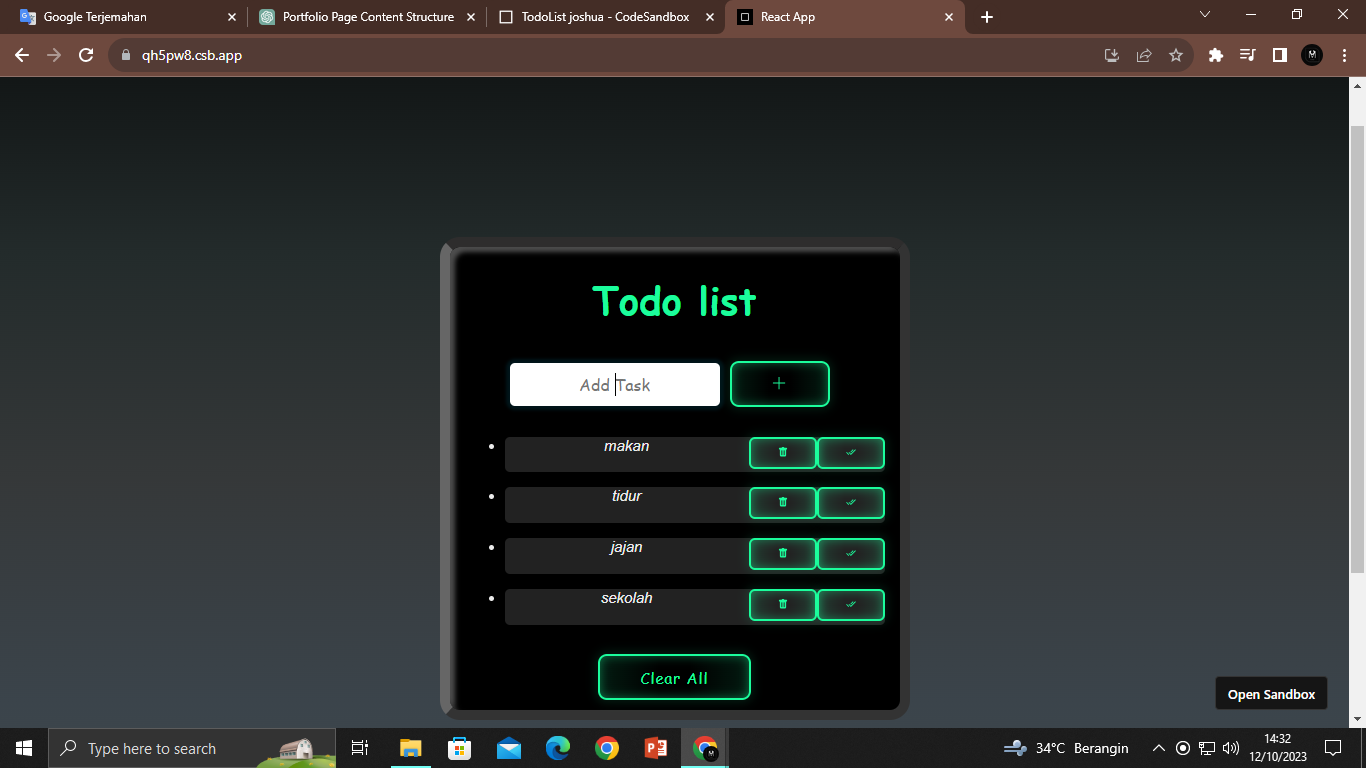 Google Terjemahan
Portfolio Page Content Structure
TodoList joshua - CodeSandbox
React App
qh5pw8.csb.app
Todo list
Add Task
+
makan
tidur
jajan
sekolah
Clear All
Open Sandbox
Type here to search
34°C Berangin
14:32
12/10/2023